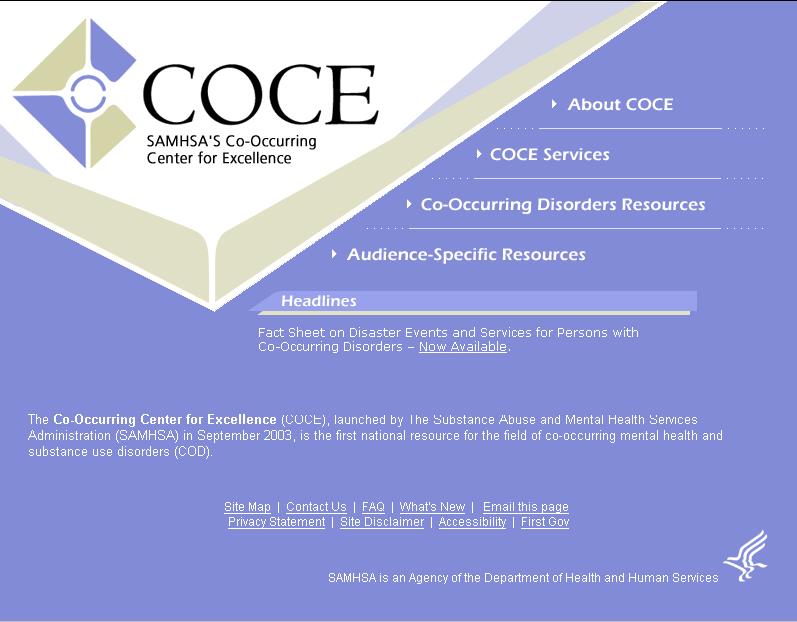 COCE
SAMHSA'S Co-Occurring
Center for Excellence
About COCE
COCE Services
Co-Occurring Disorders Resources
Audience-Specific Resources
Headlines
Fact Sheet on Disaster Events and Services for Persons with
Co-Occurring Disorders – Now Available.
The Co-Occurring Center for Excellence (COCE), launched by The Substance Abuse and Mental Health Services
Administration (SAMHSA) in September 2003, is the first national resource for the field of co-occurring mental health and
substance use disorders (COD).
Site Map | Contact Us | FAQ | What's New | Email this page
Privacy Statement | Site Disclaimer | Accessibility | First Gov
SAMHSA is an Agency of the Department of Health and Human Services